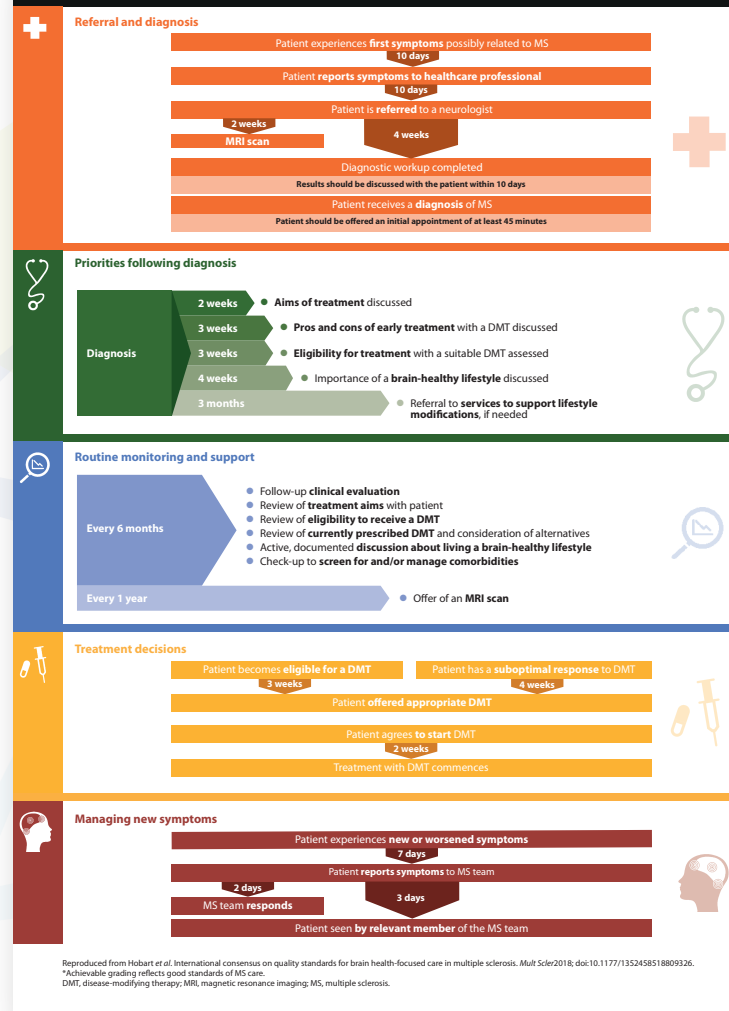 Referral and diagnosis
Patient experiences first symptoms possibly related to MS
10 days
Patient reports symptoms to healthcare professional
10 days
Patient is referred to a neurologist
2 weeks
4 weeks
MRI scan
Diagnostic workup completed
Results should be discussed with the patient within 10 days
Patient receives a diagnosis of MS
Patient should be offered an initial appointment of at least 45 minutes
Priorities following diagnosis
Diagnosis
2 weeks
Aims of treatment discussed
3 weeks
Pros and cons of early treatment with a DMT discussed
3 weeks
Eligibility for treatment with a suitable DMT assessed
4 weeks
Importance of a brain-healthy lifestyle discussed
3 months
Referral to services to support lifestyle
modifications, if needed
Routine monitoring and support
Every 6 months
Follow-up clinical evaluation
Review of treatment aims with patient
Review of eligibility to receive a DMT
Review of currently prescribed DMT and consideration of alternatives
Active, documented discussion about living a brain-healthy lifestyle
Check-up to screen for and/or manage comorbidities
Every 1 year
Offer of an MRI scan
Treatment decisions
Patient becomes eligible for a DMT
Patient has a suboptimal response to DMT
3 weeks
4 weeks
Patient offered appropriate DMT
Patient agrees to start DMT
2 weeks
Treatment with DMT commences
Managing new symptoms
Patient experiences new or worsened symptoms
7 days
Patient reports symptoms to MS team
2 days
3 days
MS team responds
Patient seen by relevant member of the MS team
Reproduced from Hobart et al. International consensus on quality standards for brain health-focused care in multiple sclerosis. Mult Scler2018; doi:10.1177/1352458518809326.
*Achievable grading reflects good standards of MS care.
DMT, disease-modifying therapy; MRI, magnetic resonance imaging; MS, multiple sclerosis.